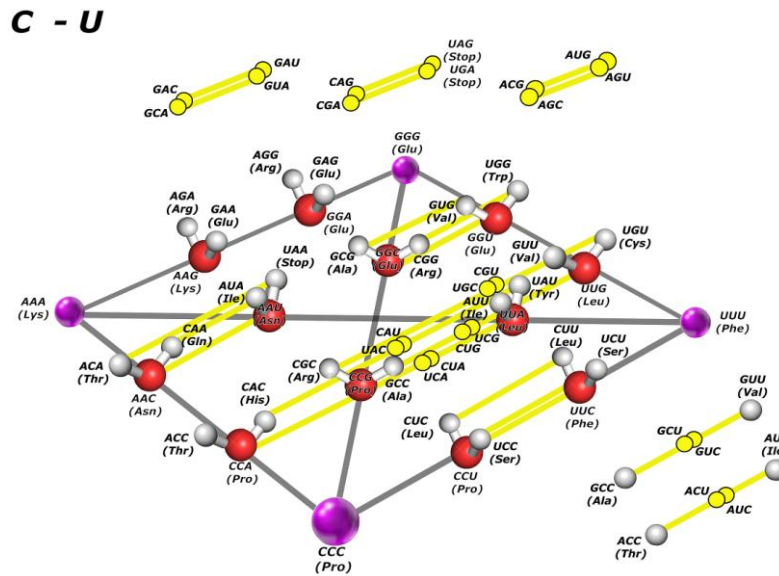 C - U
GAC
GCA
GAU
GUA
CAG
CGA
UAG
(Stop)
UGA
(Stop)
ACG
AGC
AUG
AGU
GGG
(Glu)
AGG
(Arg)
GAG
(Glu)
UGG
(Trp)
AGA
(Arg)
GAA
(Glu)
GGA
(Glu)
GUG
(Val)
GGU
(Glu)
GUU
(Val)
UGU
(Cys)
GCG
(Ala)
GGC
(Glu)
CGG
(Arg)
UAA
(Stop)
AAG
(Lys)
CGU
UGC
UAU
(Tyr)
UUG
(Leu)
AAA
(Lys)
AUA
(Ile)
AAU
(Asn)
AUU
(Ile)
UUA
(Leu)
UUU
(Phe)
CAA
(Gln)
CAU
UAC
UCG
CUG
CUU
(Leu)
UCU
(Ser)
ACA
(Thr)
AAC
(Asn)
CGC
(Arg)
CCG
(Pro)
GCC
(Ala)
CUA
UCA
UUC
(Phe)
GUU
(Val)
CAC
(His)
CUC
(Leu)
UCC
(Ser)
GCU
GUC
AU
(Ile
ACC
(Thr)
CCA
(Pro)
CCU
(Pro)
GCC
(Ala)
ACU
AUC
ACC
(Thr)
CCC
(Pro)